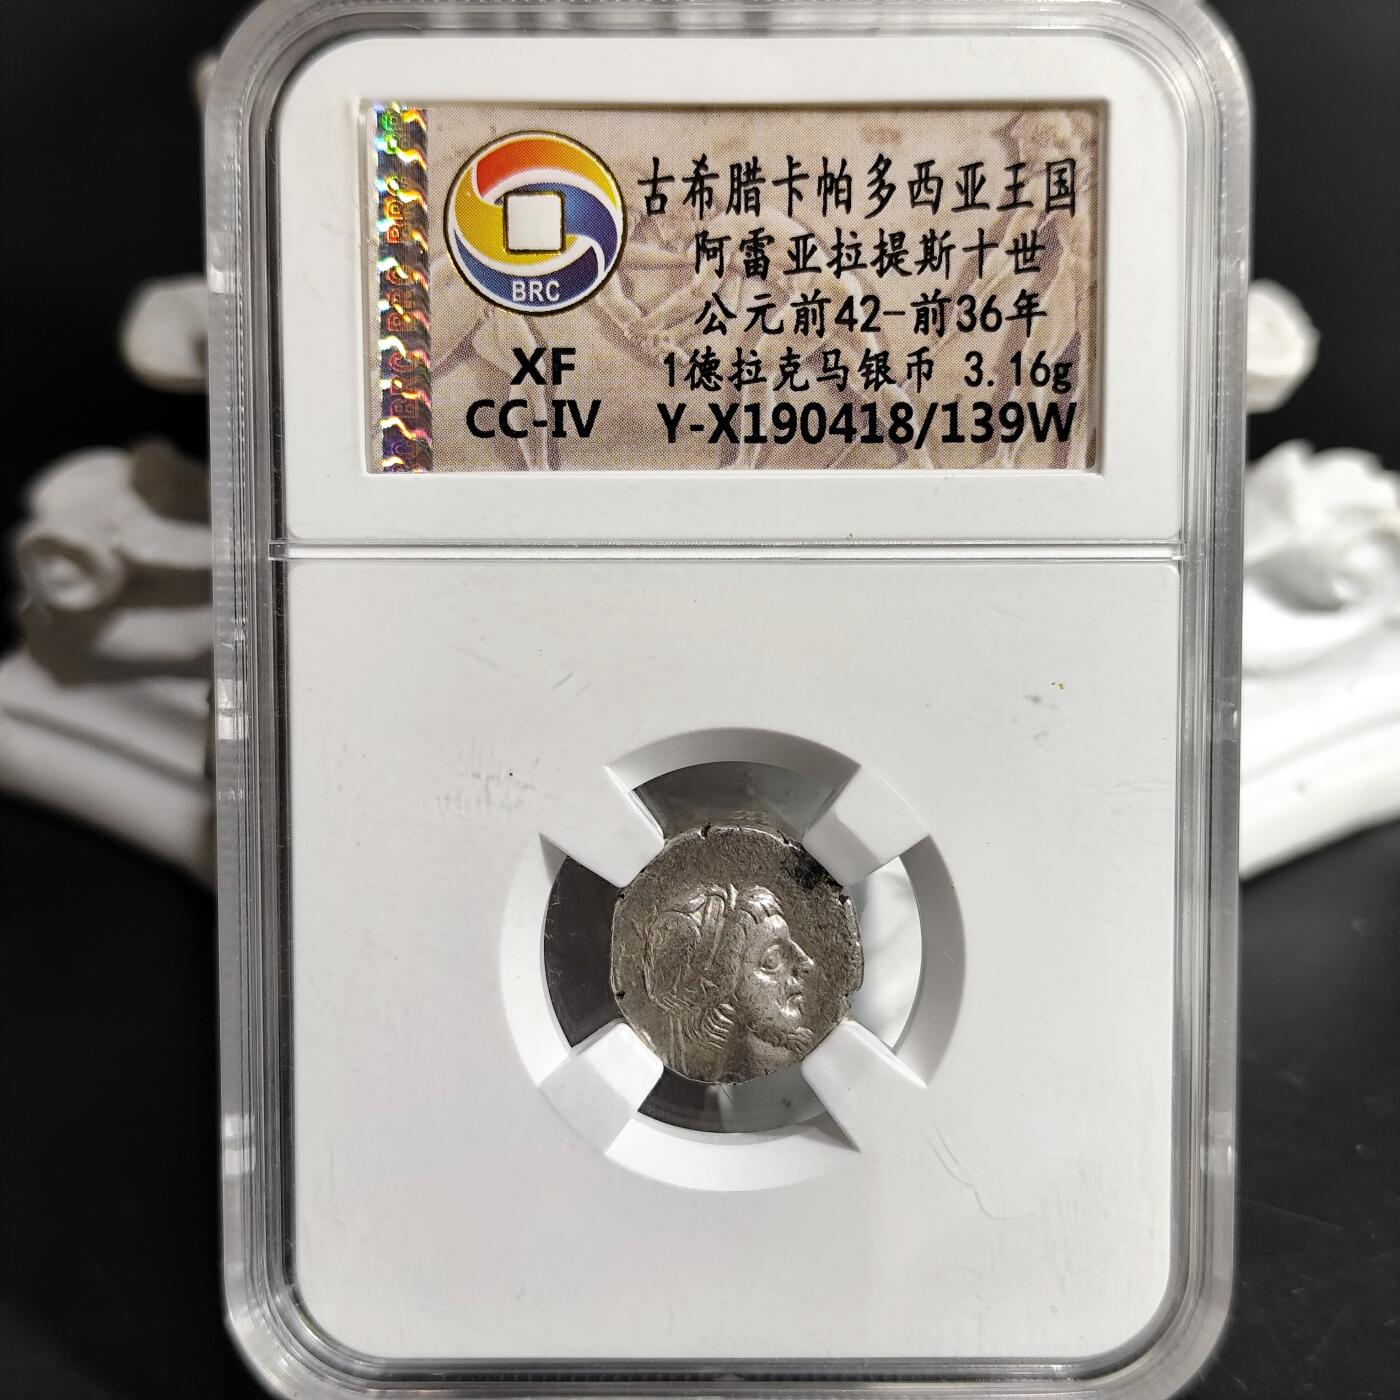 古希腊卡帕多西亚王国
阿雷亚拉提斯十世
公元前42-前36年
1德拉克马银币 3.16g
Y-X190418/139W
BRC
XF
CC-IV